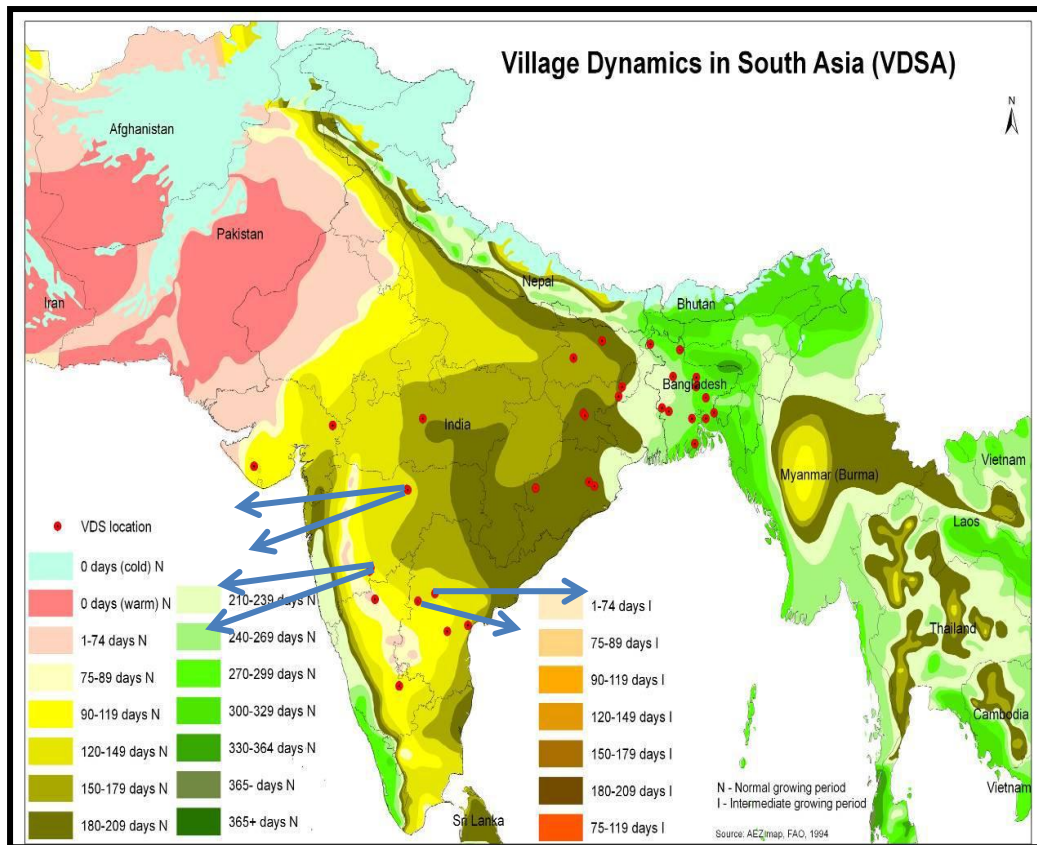 Village Dynamics in South Asia (VDSA)
N
Afghanistan
Pakistan
Iran
Nepal
Bhutan
Bangladesh
India
Myanmar (Burma)
Vietnam
Laos
Thailand
Cambodia
Vietnam
Sri Lanka
VDS location
0 days (cold) N
0 days (warm) N
1-74 days N
75-89 days N
90-119 days N
120-149 days N
150-179 days N
180-209 days N
210-239 days N
240-269 days N
270-299 days N
300-329 days N
330-364 days N
365- days N
365+ days N
1-74 days I
75-89 days I
90-119 days I
120-149 days I
150-179 days I
180-209 days I
75-119 days I
N - Normal growing period
I - Intermediate growing period
Source: AEZ/map, FAO, 1994